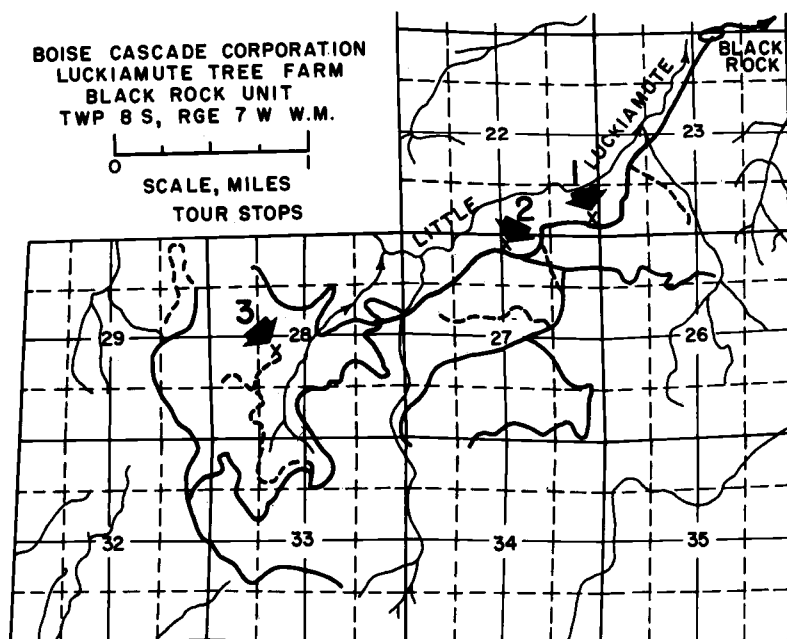 BOISE CASCADE CORPORATION
LUCKIAMUTE TREE FARM
BLACK ROCK UNIT
TWP 8 S, RGE 7 W W.M.
0 1
SCALE, MILES
TOUR STOPS
BLACK
ROCK
22
23
LITTLE LUCKIAMUTE
1
2
3
29
28
27
26
32
33
34
35